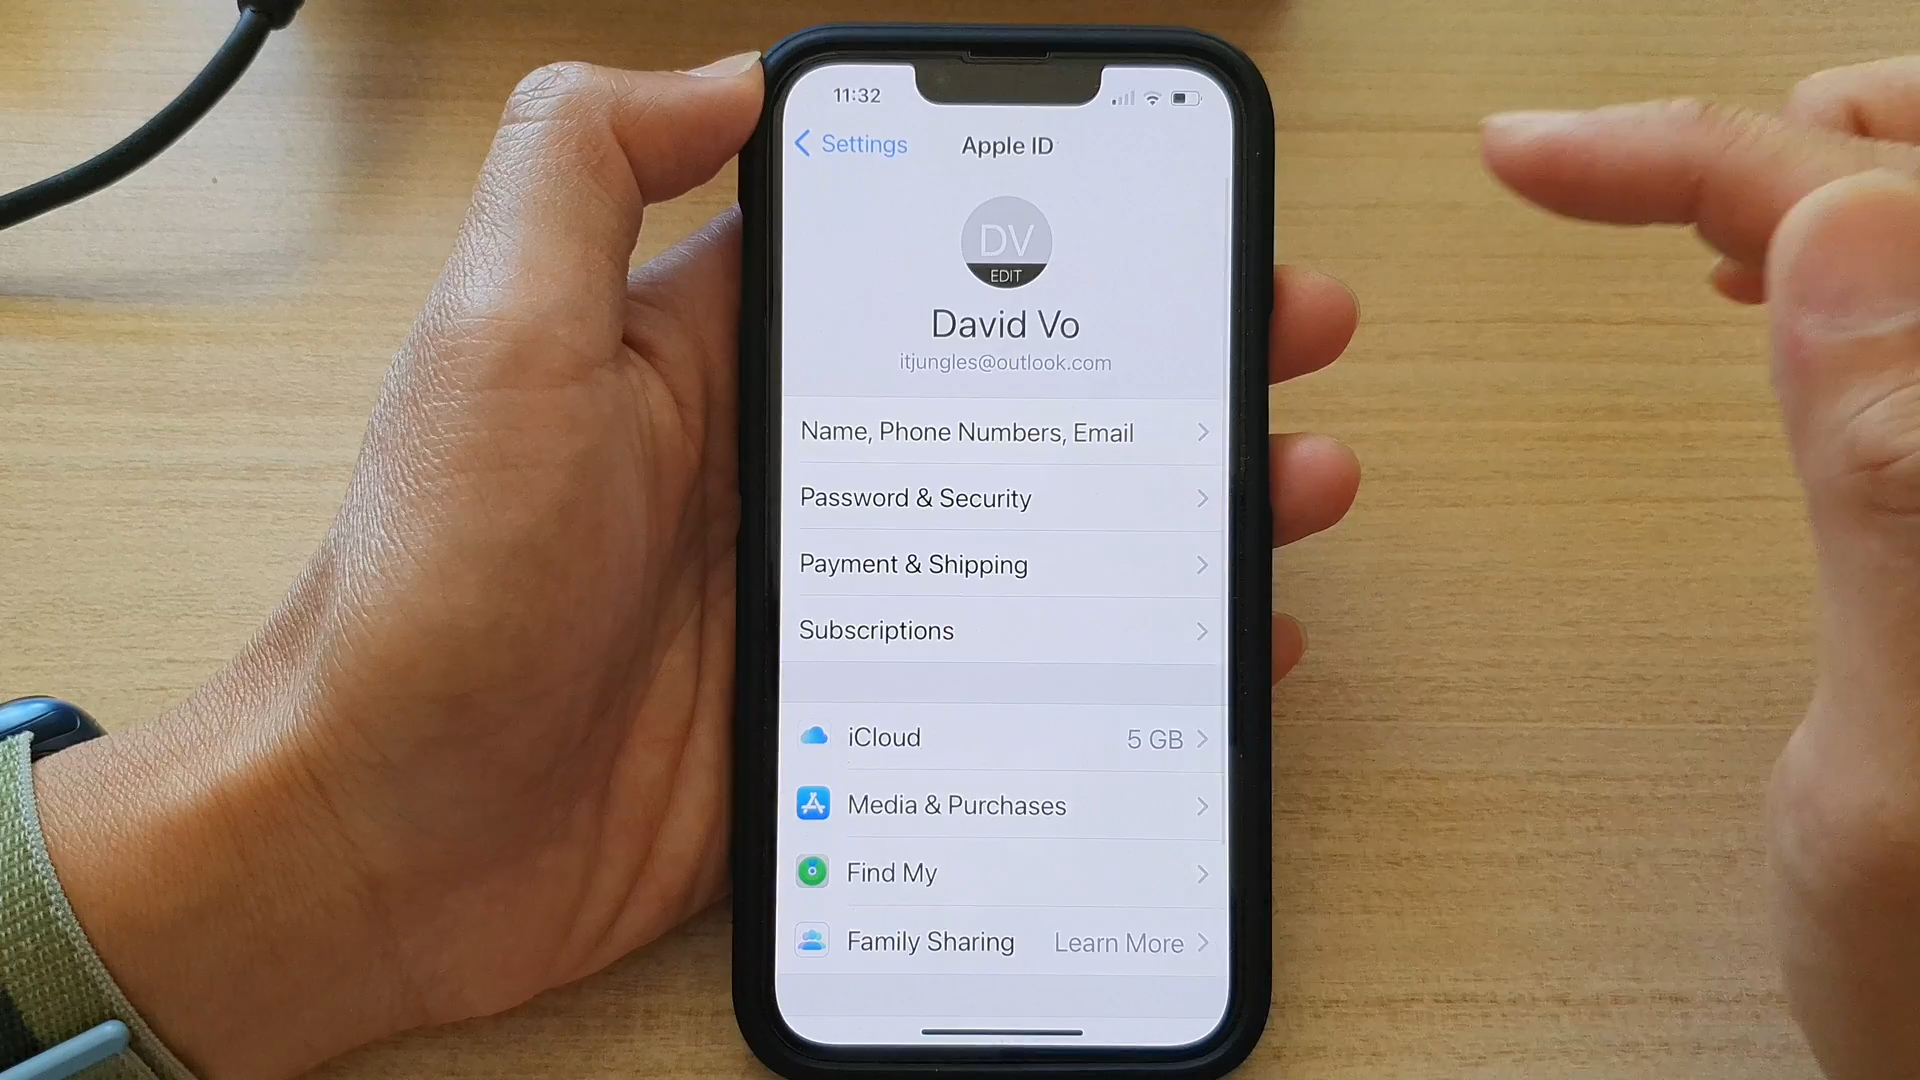 11:32
Settings
Apple ID
DV
EDIT
David Vo
itjungles@outlook.com
Name, Phone Numbers, Email
Password & Security
Payment & Shipping
Subscriptions
iCloud 5 GB
Media & Purchases
Find My
Family Sharing Learn More